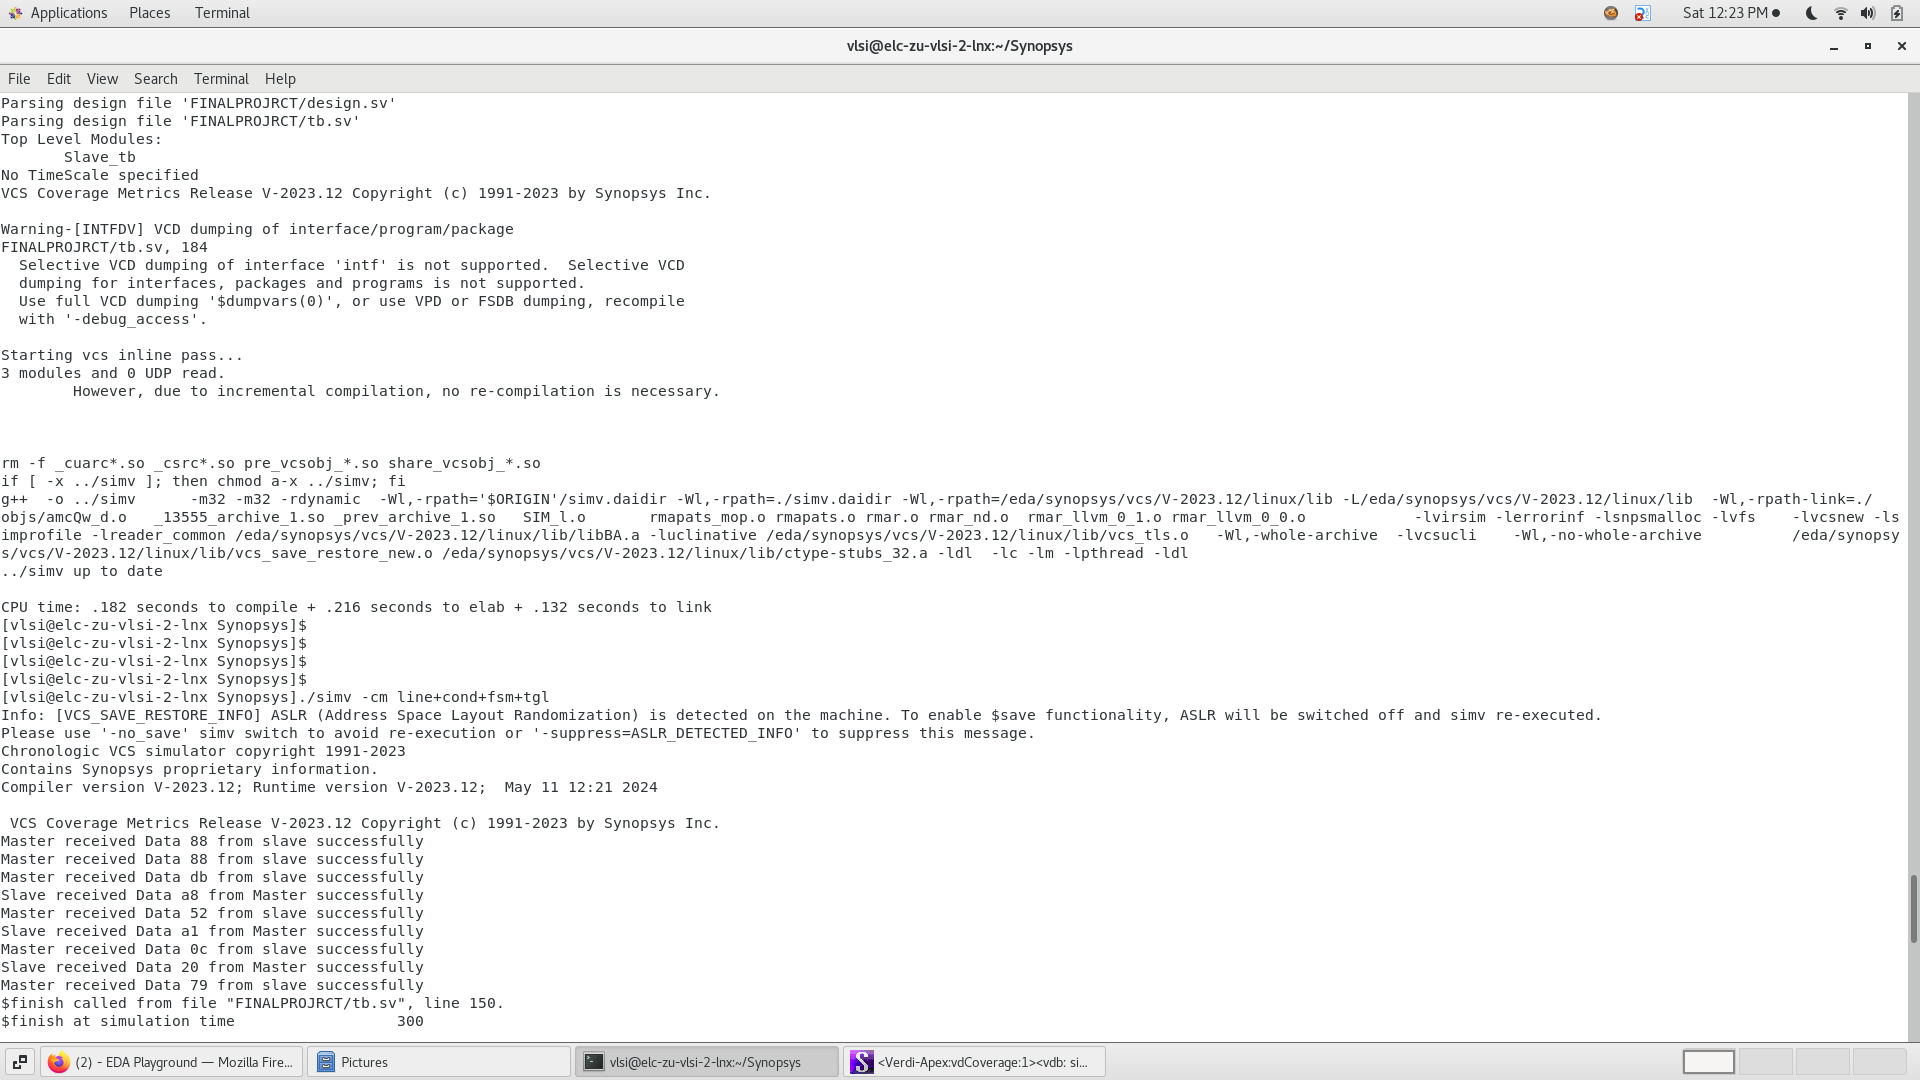 Applications Places Terminal Sat 12:23 PM
vlsi@elc-zu-vlsi-2-lnx:~/Synopsys
File Edit View Search Terminal Help
Parsing design file 'FINALPROJRCT/design.sv'
Parsing design file 'FINALPROJRCT/tb.sv'
Top Level Modules:
       Slave_tb
No TimeScale specified
VCS Coverage Metrics Release V-2023.12 Copyright (c) 1991-2023 by Synopsys Inc.
Warning-[INTFDV] VCD dumping of interface/program/package
FINALPROJRCT/tb.sv, 184
  Selective VCD dumping of interface 'intf' is not supported.  Selective VCD
  dumping for interfaces, packages and programs is not supported.
  Use full VCD dumping '$dumpvars(0)', or use VPD or FSDB dumping, recompile
  with '-debug_access'.
Starting vcs inline pass...
3 modules and 0 UDP read.
        However, due to incremental compilation, no re-compilation is necessary.
rm -f _cuarc*.so _csrc*.so pre_vcsobj_*.so share_vcsobj_*.so
if [ -x ../simv ]; then chmod a-x ../simv; fi
g++  -o ../simv      -m32 -m32 -rdynamic  -Wl,-rpath='$ORIGIN'/simv.daidir -Wl,-rpath=./simv.daidir -Wl,-rpath=/eda/synopsys/vcs/V-2023.12/linux/lib -L/eda/synopsys/vcs/V-2023.12/linux/lib  -Wl,-rpath-link=./
objs/amcQw_d.o   _13555_archive_1.so _prev_archive_1.so   SIM_l.o       rmapats_mop.o rmapats.o rmar.o rmar_nd.o  rmar_llvm_0_1.o rmar_llvm_0_0.o            -lvirsim -lerrorinf -lsnpsmalloc -lvfs    -lvcsnew -ls
improfile -lreader_common /eda/synopsys/vcs/V-2023.12/linux/lib/libBA.a -luclinative /eda/synopsys/vcs/V-2023.12/linux/lib/vcs_tls.o   -Wl,-whole-archive  -lvcsucli    -Wl,-no-whole-archive          /eda/synopsy
s/vcs/V-2023.12/linux/lib/vcs_save_restore_new.o /eda/synopsys/vcs/V-2023.12/linux/lib/ctype-stubs_32.a -ldl  -lc -lm -lpthread -ldl
../simv up to date
CPU time: .182 seconds to compile + .216 seconds to elab + .132 seconds to link
[vlsi@elc-zu-vlsi-2-lnx Synopsys]$
[vlsi@elc-zu-vlsi-2-lnx Synopsys]$
[vlsi@elc-zu-vlsi-2-lnx Synopsys]$
[vlsi@elc-zu-vlsi-2-lnx Synopsys]$
[vlsi@elc-zu-vlsi-2-lnx Synopsys]./simv -cm line+cond+fsm+tgl
Info: [VCS_SAVE_RESTORE_INFO] ASLR (Address Space Layout Randomization) is detected on the machine. To enable $save functionality, ASLR will be switched off and simv re-executed.
Please use '-no_save' simv switch to avoid re-execution or '-suppress=ASLR_DETECTED_INFO' to suppress this message.
Chronologic VCS simulator copyright 1991-2023
Contains Synopsys proprietary information.
Compiler version V-2023.12; Runtime version V-2023.12;  May 11 12:21 2024
 VCS Coverage Metrics Release V-2023.12 Copyright (c) 1991-2023 by Synopsys Inc.
Master received Data 88 from slave successfully
Master received Data 88 from slave successfully
Master received Data db from slave successfully
Slave received Data a8 from Master successfully
Master received Data 52 from slave successfully
Slave received Data a1 from Master successfully
Master received Data 0c from slave successfully
Slave received Data 20 from Master successfully
Master received Data 79 from slave successfully
$finish called from file "FINALPROJRCT/tb.sv", line 150.
$finish at simulation time                  300
(2) - EDA Playground — Mozilla Fire... Pictures vlsi@elc-zu-vlsi-2-lnx:~/Synopsys <Verdi-Apex:vdCoverage:1><vdb: si...